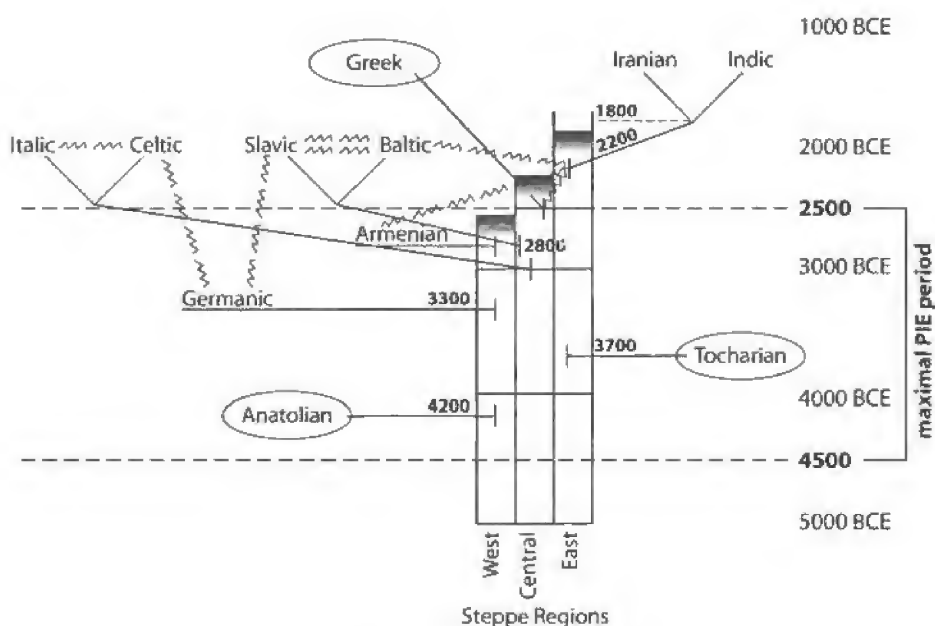 1000 BCE
Greek
Iranian Indic
1800
Italic Celtic Slavic Baltic
2200
2000 BCE
2500
Armenian
2800
3000 BCE
Germanic
3300
3700
Tocharian
maximal PIE period
4000 BCE
Anatolian
4200
4500
5000 BCE
West
Central
East
Steppe Regions